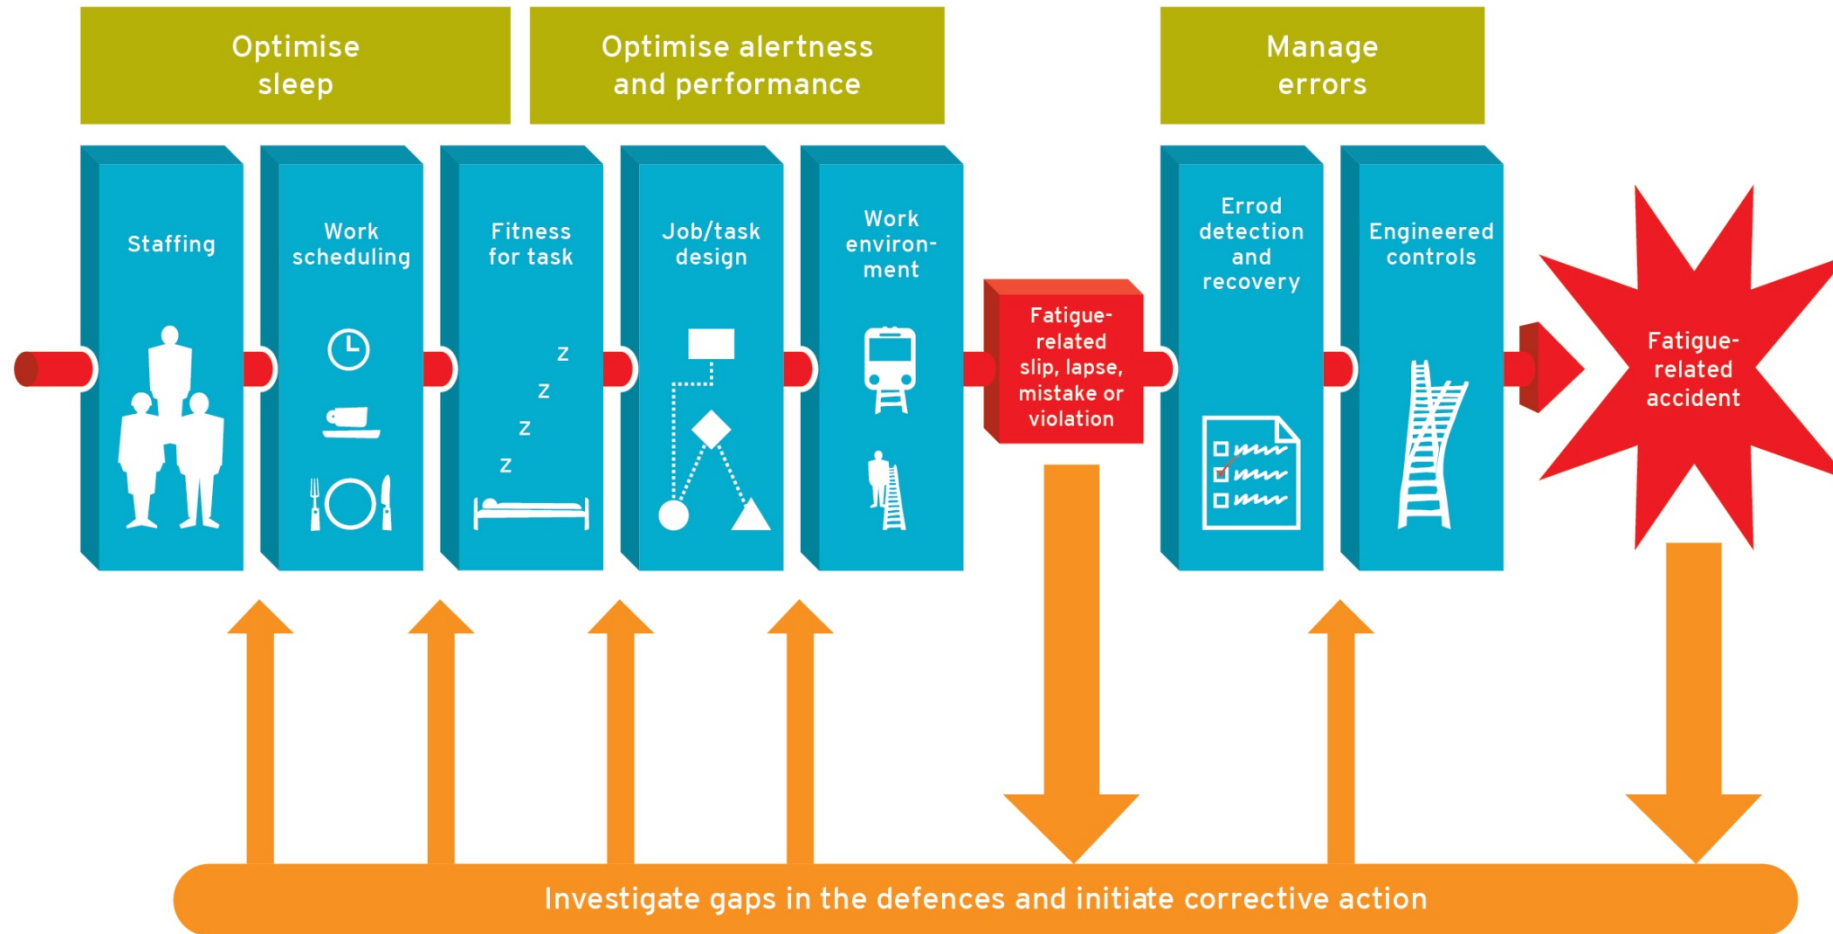 Optimise
sleep
Optimise alertness
and performance
Manage
errors
Staffing
Work
scheduling
Fitness
for task
Job/task
design
Work
environ-
ment
Fatigue-
related
slip, lapse,
mistake or
violation
Errod
detection
and
recovery
Engineered
controls
Fatigue-
related
accident
z
z
z
z
Investigate gaps in the defences and initiate corrective action